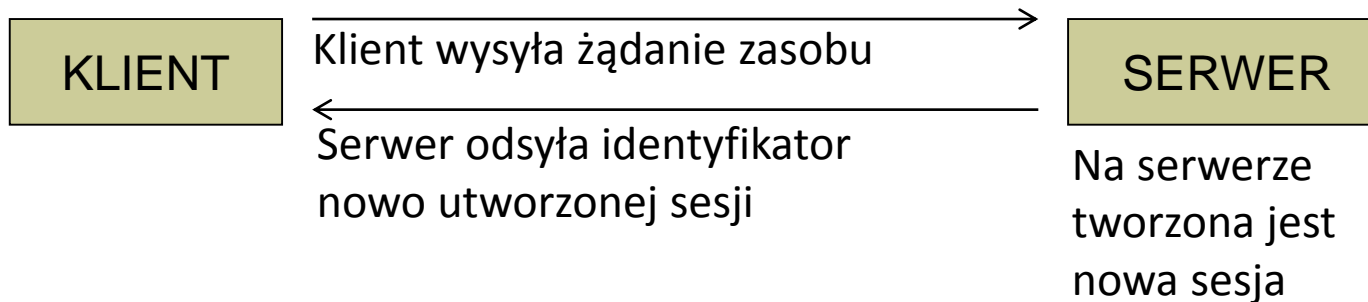 KLIENT
Klient wysyła żądanie zasobu
SERWER
Serwer odsyła identyfikator
nowo utworzonej sesji
Na serwerze
tworzona jest
nowa sesja